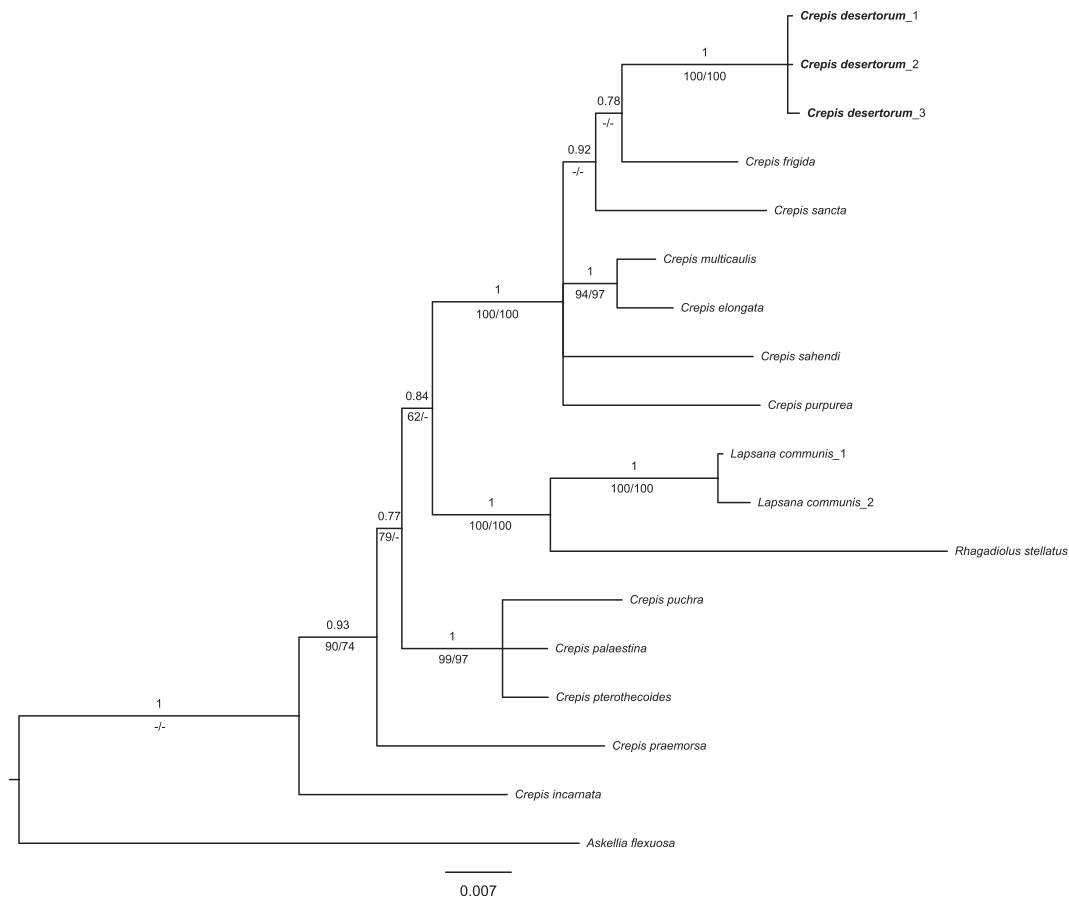 Crepis desertorum_1
1
Crepis desertorum_2
100/100
0.78
Crepis desertorum_3
-/-
0.92
Crepis frigida
-/-
Crepis sancta
Crepis multicaulis
1
94/97
1
Crepis elongata
100/100
Crepis sahendi
0.84
Crepis purpurea
62/-
Lapsana communis_1
1
100/100
1
Lapsana communis_2
0.77
100/100
79/-
Rhagadiolus stellatus
Crepis puchra
0.93
1
90/74
Crepis palaestina
99/97
Crepis pterothecoides
1
-/-
Crepis praemorsa
Crepis incarnata
Askellia flexuosa
0.007